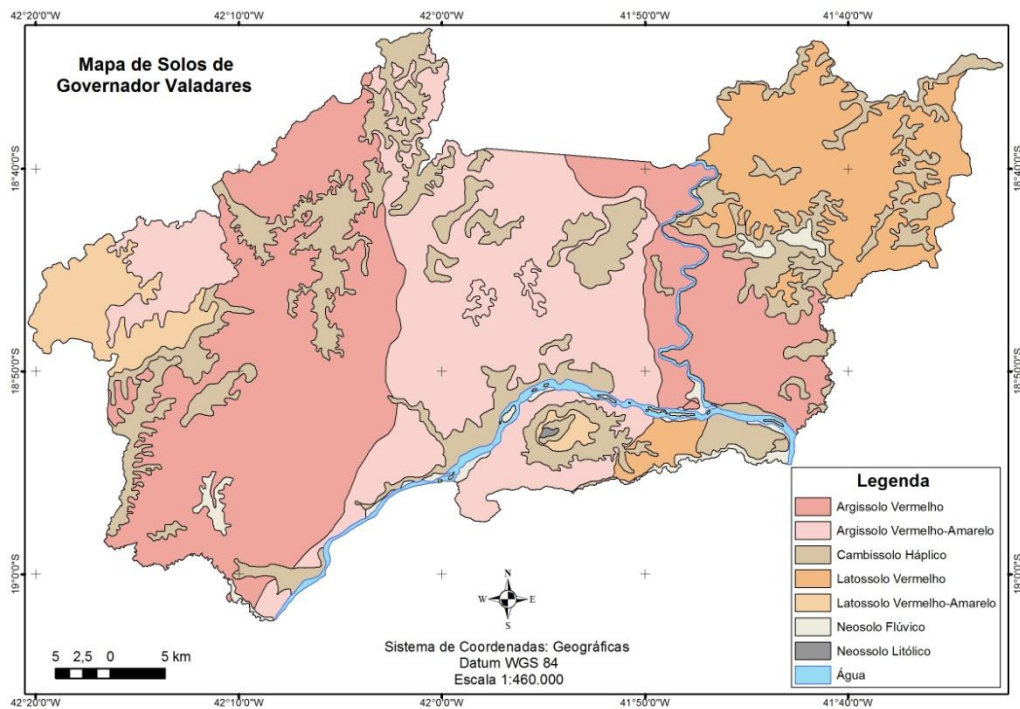 42°20'0"W
42°10'0"W
42°0'0"W
41°50'0"W
41°40'0"W
Mapa de Solos de
Governador Valadares
18°40'0"S
18°40'0"S
18°50'0"S
18°50'0"S
19°0'0"S
19°0'0"S
Legenda
Argissolo Vermelho
Argissolo Vermelho-Amarelo
Cambissolo Háplico
Latossolo Vermelho
Latossolo Vermelho-Amarelo
Neosolo Flúvico
Neossolo Litólico
Água
N
W E
S
Sistema de Coordenadas: Geográficas
Datum WGS 84
Escala 1:460.000
5 2,5 0 5 km
42°20'0"W
42°10'0"W
42°0'0"W
41°50'0"W
41°40'0"W